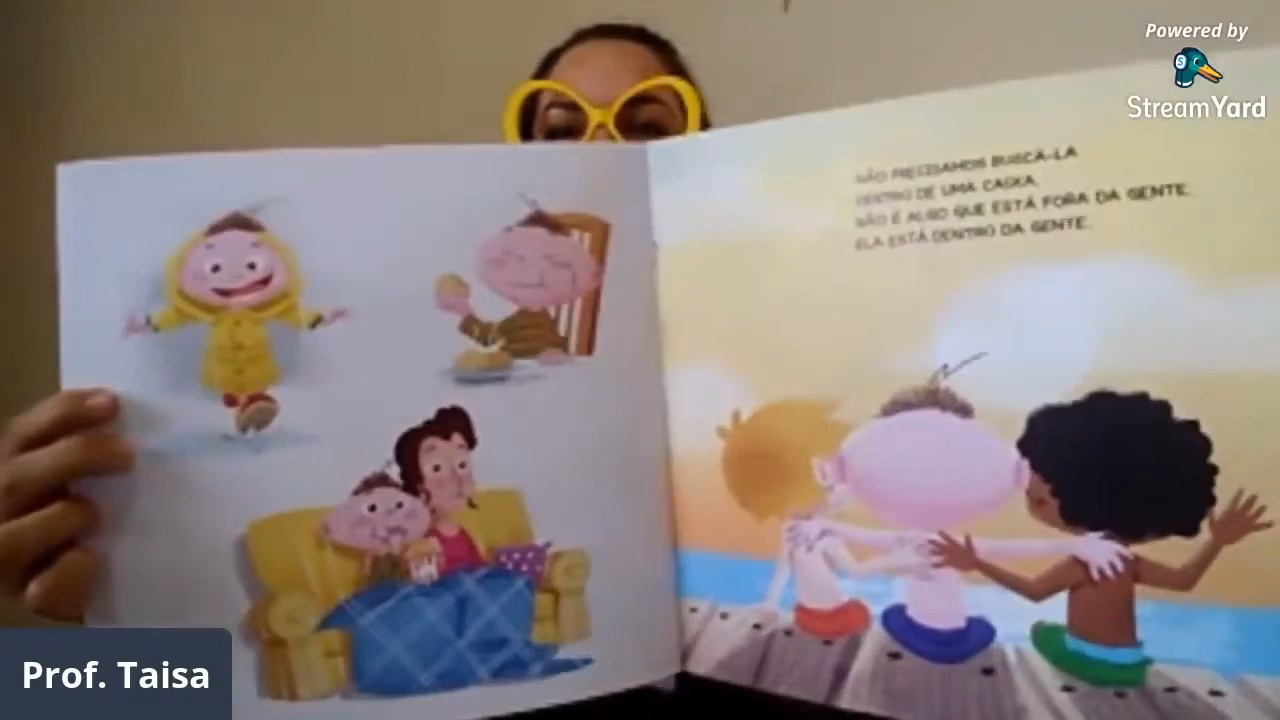 Powered by
StreamYard
NÃO PRECISAMOS BUSCÁ-LA
DENTRO DE UMA CAIXA.
NÃO É ALGO QUE ESTÁ FORA DA GENTE.
ELA ESTÁ DENTRO DA GENTE.
Prof. Taisa